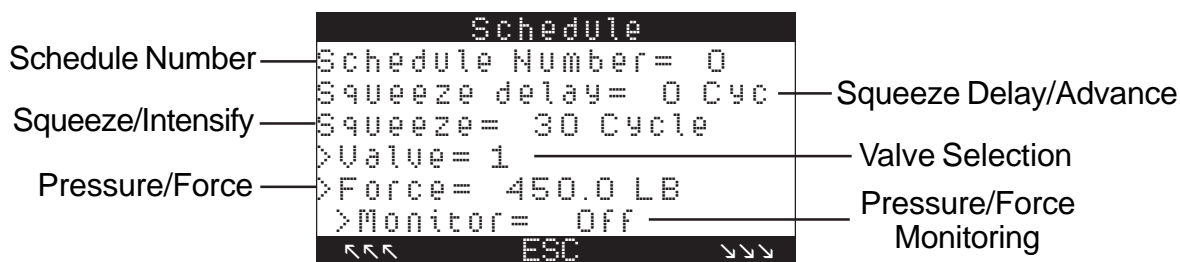 Schedule
Schedule Number
Schedule Number= 0
Squeeze delay= 0 Cyc
Squeeze Delay/Advance
Squeeze/Intensify
Squeeze= 30 Cycle
>Valve= 1
Valve Selection
Pressure/Force
>Force= 450.0 LB
>Monitor= Off
Pressure/Force
Monitoring
↖↖↖ ESC ↘↘↘